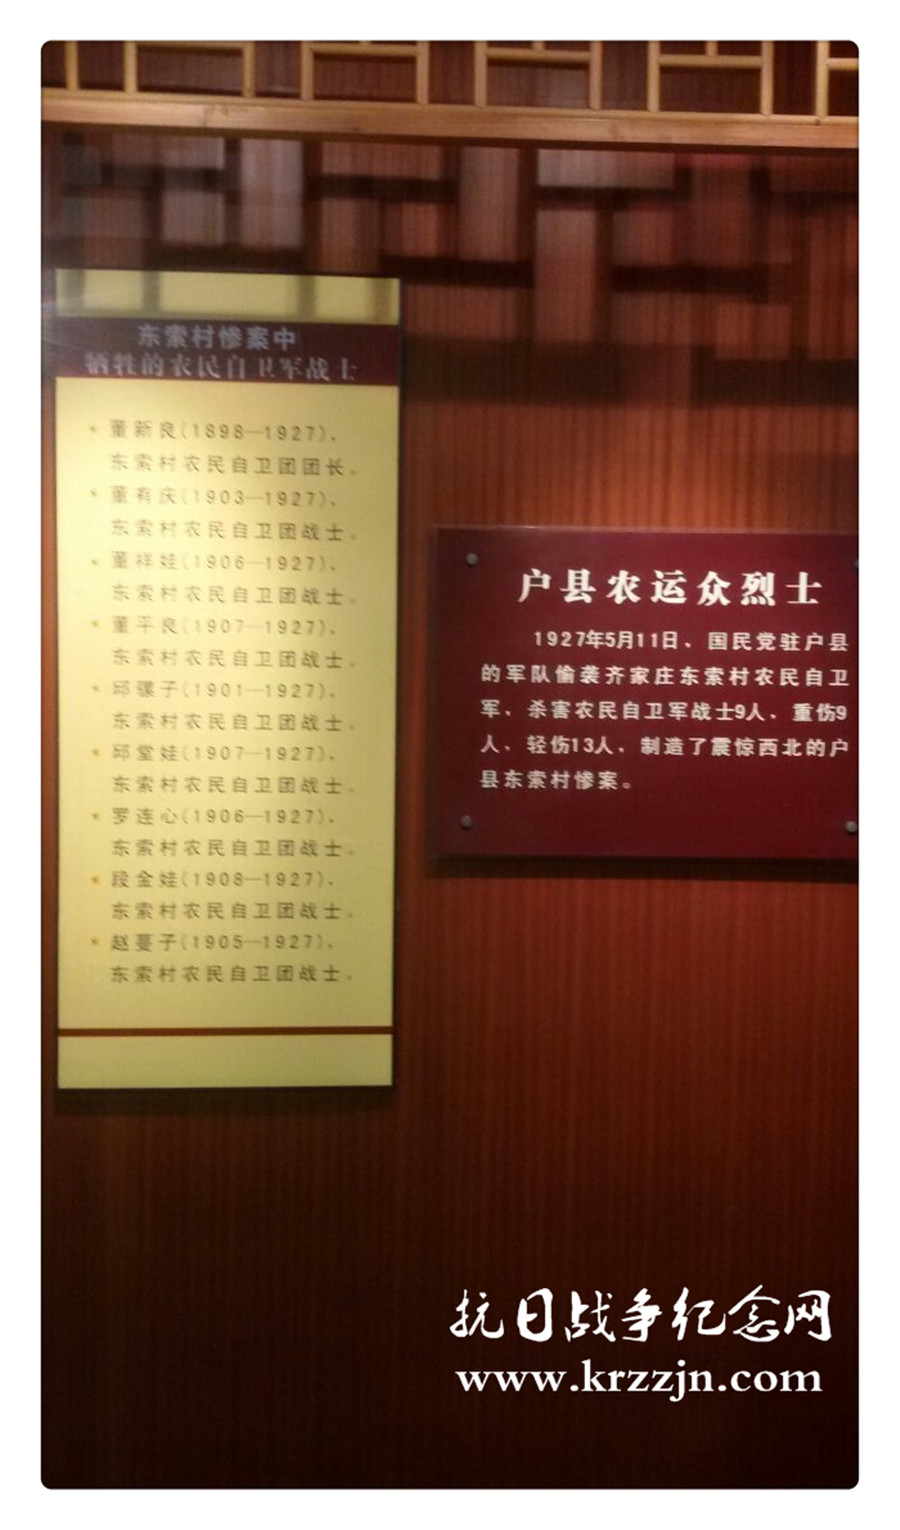 东索村惨案中
牺牲的农民自卫军战士
董新良(1898—1927),
东索村农民自卫团团长。
董有庆(1903—1927),
东索村农民自卫团战士。
董祥娃(1906—1927),
东索村农民自卫团战士。
董平良(1907—1927),
东索村农民自卫团战士。
邱骡子(1901—1927),
东索村农民自卫团战士。
邱堂娃(1907—1927),
东索村农民自卫团战士。
罗连心(1906—1927),
东索村农民自卫团战士。
段金娃(1908—1927),
东索村农民自卫团战士。
赵蔓子(1905—1927),
东索村农民自卫团战士。
户县农运众烈士
1927年5月11日、国民党驻户县
的军队偷袭齐家庄东索村农民自卫
军、杀害农民自卫军战士9人、重伤9
人、轻伤13人、制造了震惊西北的户
县东索村惨案。
抗日战争纪念网
www.krzzjn.com